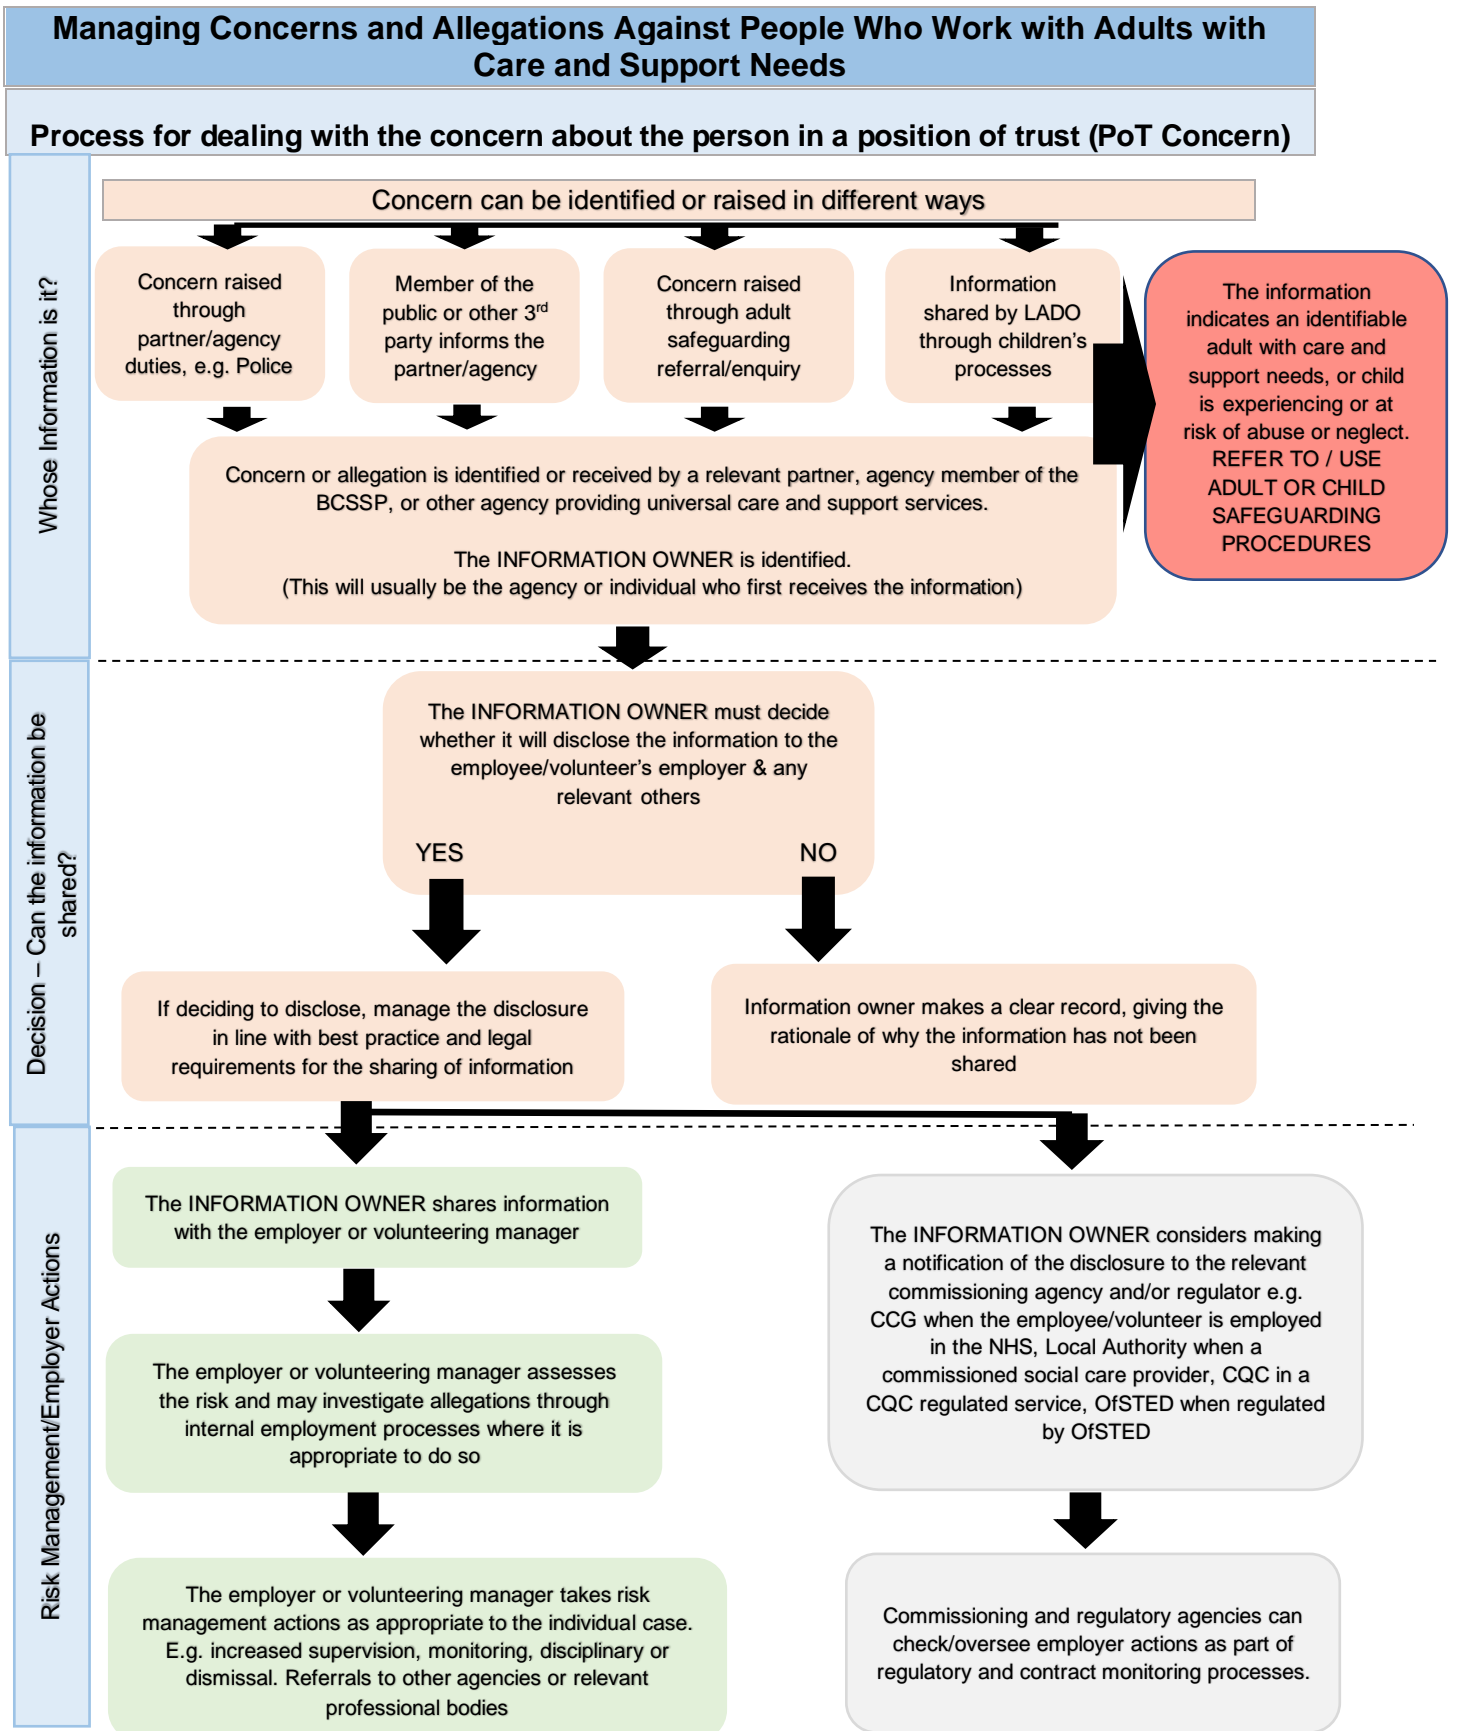 Managing Concerns and Allegations Against People Who Work with Adults with
Care and Support Needs
Process for dealing with the concern about the person in a position of trust (PoT Concern)
Whose Information is it?
Concern can be identified or raised in different ways
Concern raised
through
partner/agency
duties, e.g. Police
Member of the
public or other 3rd
party informs the
partner/agency
Concern raised
through adult
safeguarding
referral/enquiry
Information
shared by LADO
through children's
processes
The information
indicates an identifiable
adult with care and
support needs, or child
is experiencing or at
risk of abuse or neglect.
REFER TO / USE
ADULT OR CHILD
SAFEGUARDING
PROCEDURES
Concern or allegation is identified or received by a relevant partner, agency member of the
BCSSP, or other agency providing universal care and support services.
The INFORMATION OWNER is identified.
(This will usually be the agency or individual who first receives the information)
Decision – Can the information be
shared?
The INFORMATION OWNER must decide
whether it will disclose the information to the
employee/volunteer's employer & any
relevant others
YES
NO
If deciding to disclose, manage the disclosure
in line with best practice and legal
requirements for the sharing of information
Information owner makes a clear record, giving the
rationale of why the information has not been
shared
Risk Management/Employer Actions
The INFORMATION OWNER shares information
with the employer or volunteering manager
The employer or volunteering manager assesses
the risk and may investigate allegations through
internal employment processes where it is
appropriate to do so
The employer or volunteering manager takes risk
management actions as appropriate to the individual case.
E.g. increased supervision, monitoring, disciplinary or
dismissal. Referrals to other agencies or relevant
professional bodies
The INFORMATION OWNER considers making
a notification of the disclosure to the relevant
commissioning agency and/or regulator e.g.
CCG when the employee/volunteer is employed
in the NHS, Local Authority when a
commissioned social care provider, CQC in a
CQC regulated service, OfSTED when regulated
by OfSTED
Commissioning and regulatory agencies can
check/oversee employer actions as part of
regulatory and contract monitoring processes.